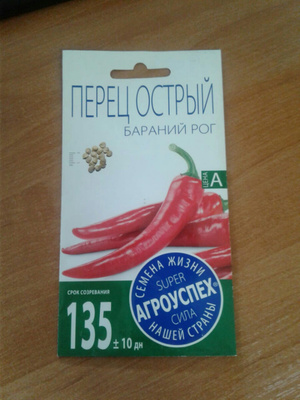 ПЕРЕЦ ОСТРЫЙ
БАРАНИЙ РОГ
ЦЕНА А
СРОК СОЗРЕВАНИЯ
135 ± 10 дн
СЕМЕНА ЖИЗНИ
SUPER
АГРОУСПЕХ®
СИЛА
НАШЕЙ СТРАНЫ